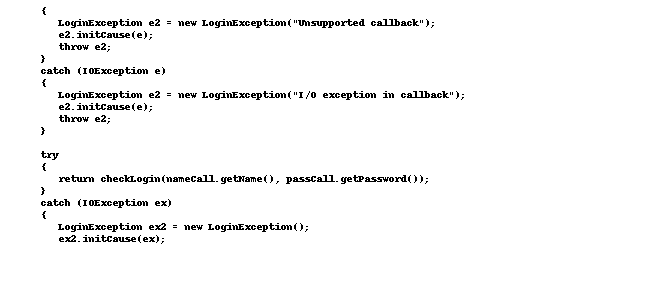 {
LoginException e2 = new LoginException("Unsupported callback");
e2.initCause(e);
throw e2;
}
catch (IOException e)
{
LoginException e2 = new LoginException("I/O exception in callback");
e2.initCause(e);
throw e2;
}
try
{
return checkLogin(nameCall.getName(), passCall.getPassword());
}
catch (IOException ex)
{
LoginException ex2 = new LoginException();
ex2.initCause(ex);